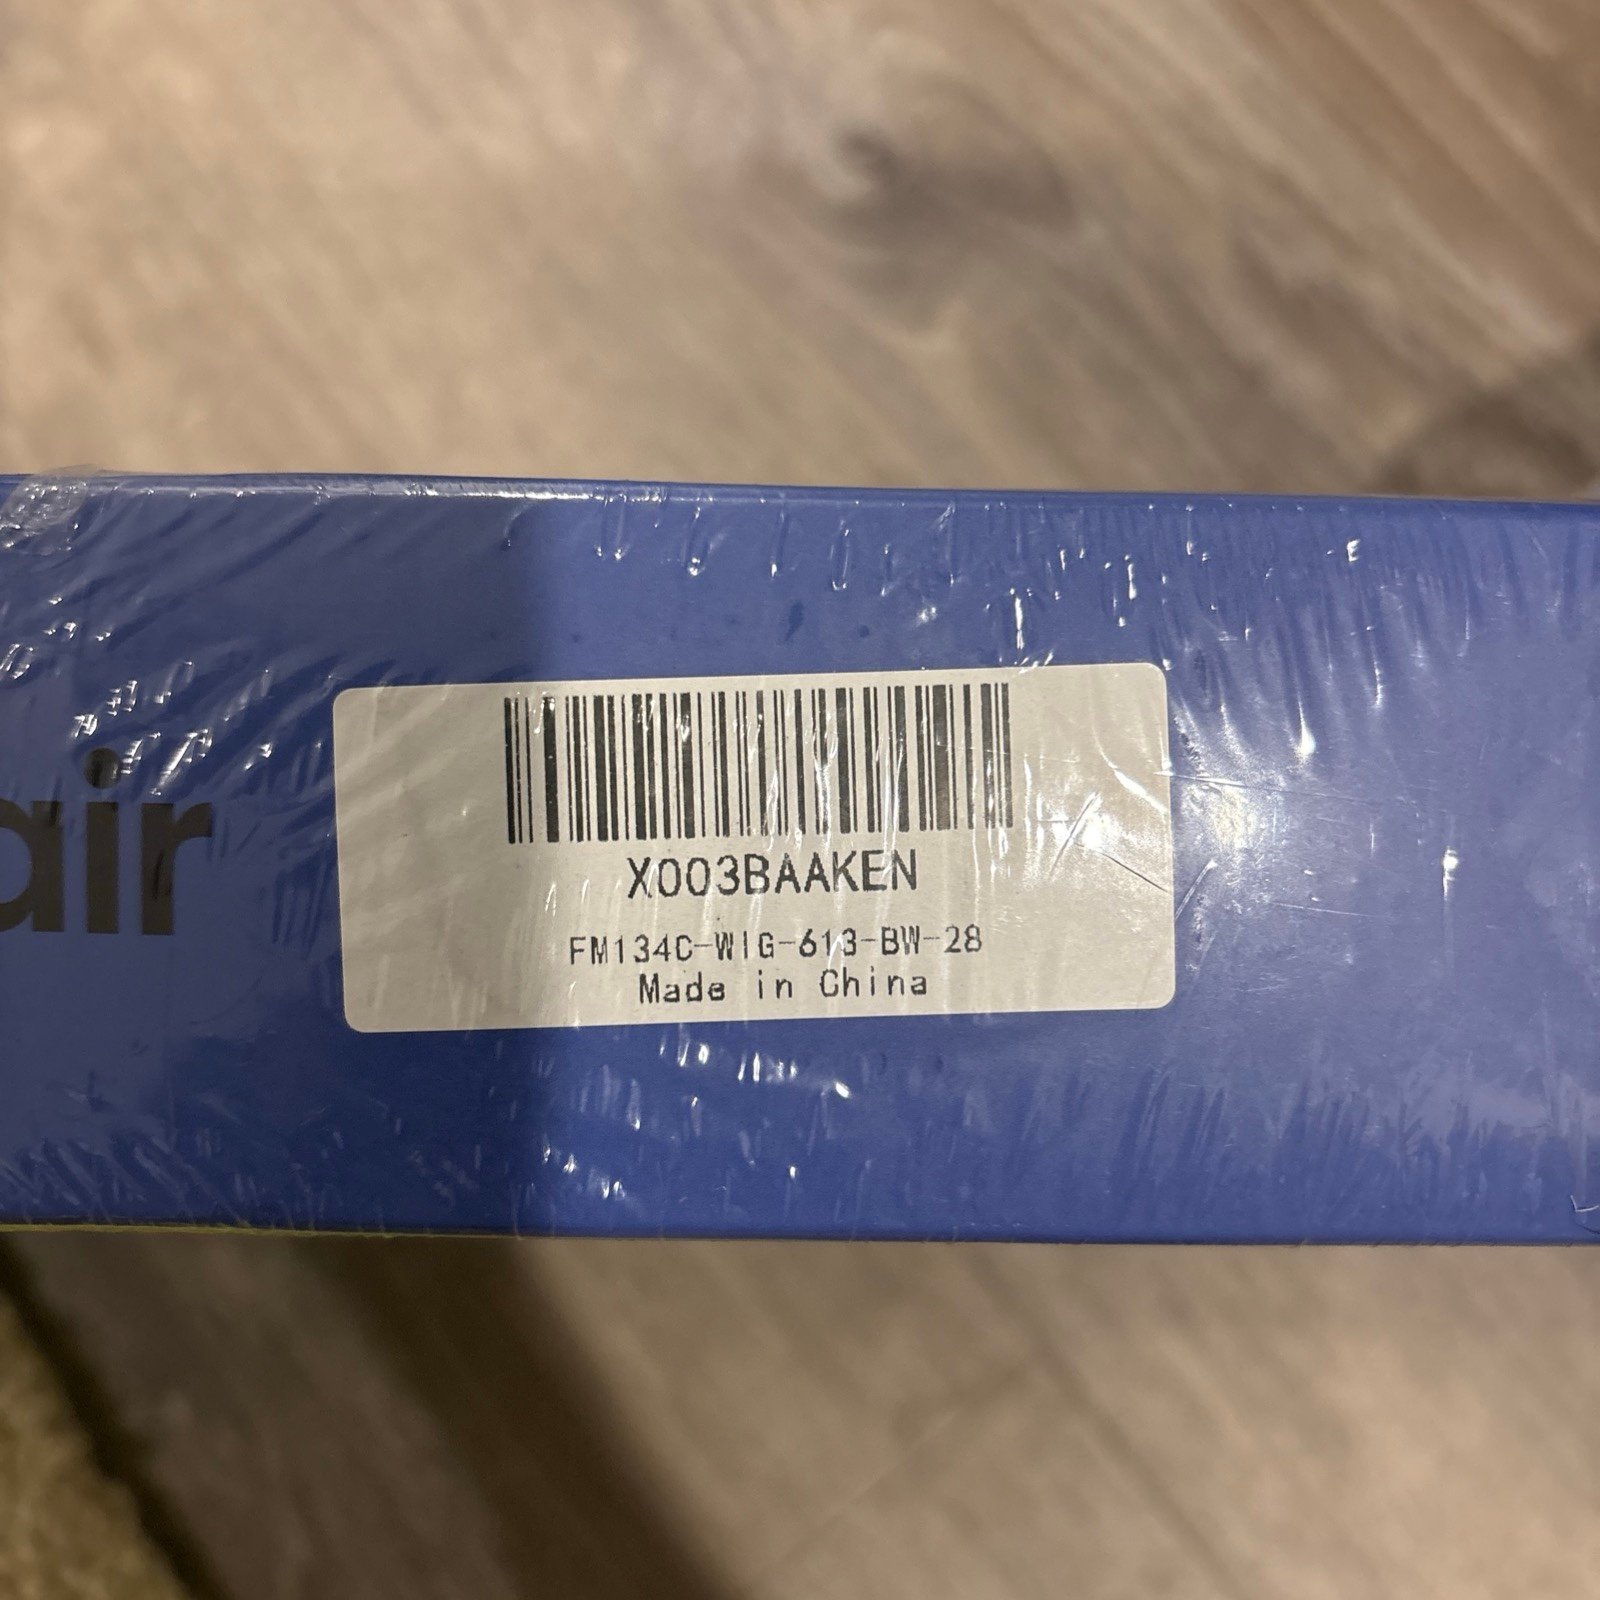 air
X003BAAKEN
FM134C-WIG-613-BW-28
Made in China